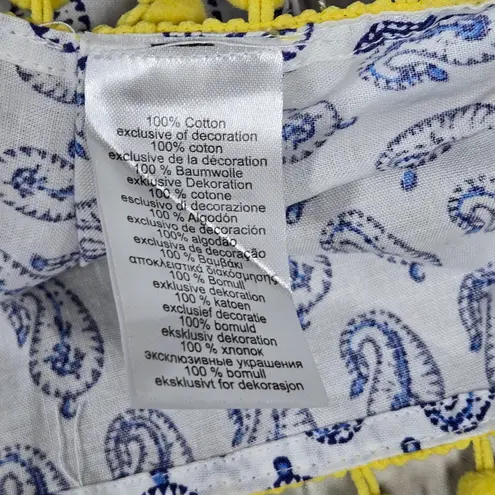 100% Cotton
exclusive of decoration
100% coton
exclusive de la décoration
100 % Baumwolle
exklusive Dekoration
100 % cotone
esclusivo di decorazione
100 % Algodón
exclusivo de decoración
100% algodão
exclusiva de decoração
100 % Βαμβάκι
αποκλειστικά διακόσμησης
100 % Bomull
exklusive dekoration
100 % katoen
exclusief decoratie
100% bomuld
eksklusiv dekoration
100 % хлопок
эксклюзивные украшения
100 % bomull
eksklusivt for dekorasjon